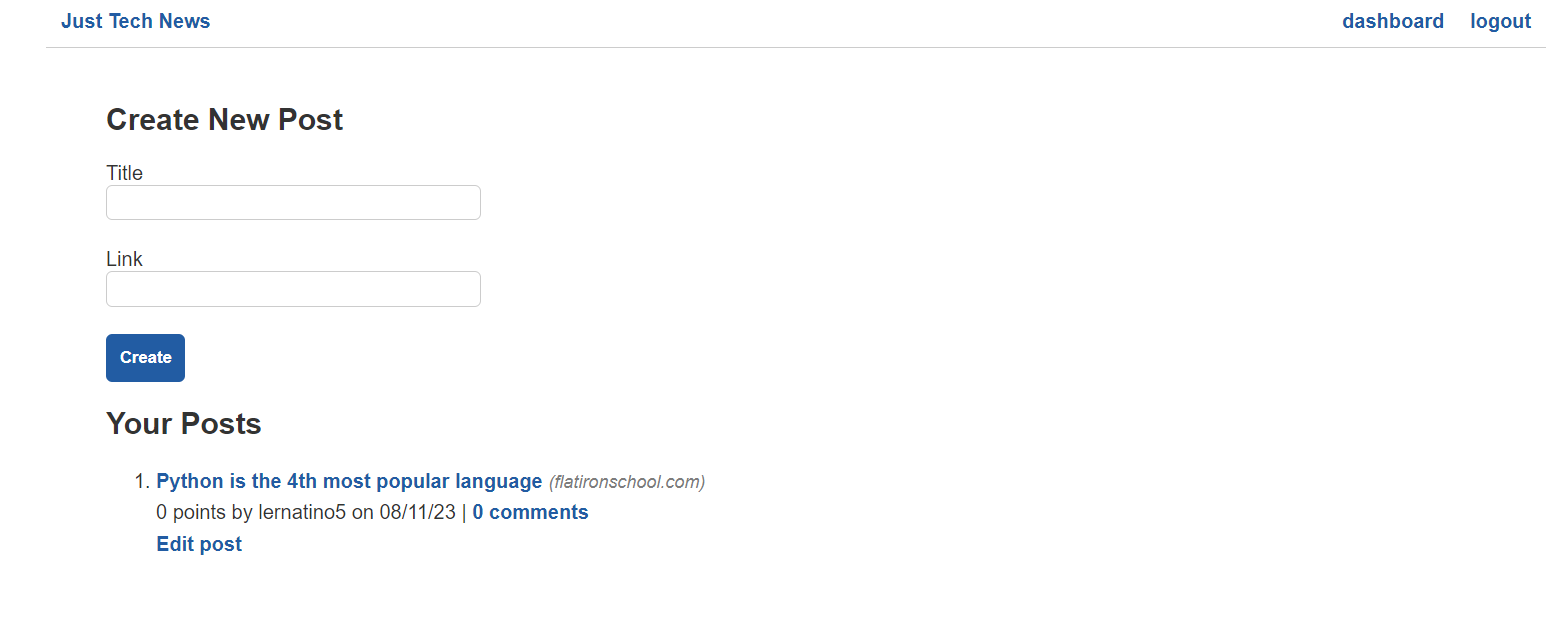 Just Tech News dashboard logout
Create New Post
Title
Link
Create
Your Posts
1. Python is the 4th most popular language (flatironschool.com)
0 points by lernatino5 on 08/11/23 | 0 comments
Edit post